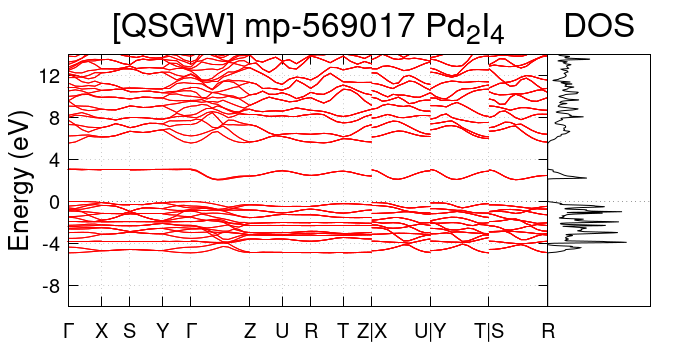 [QSGW] mp-569017 Pd2I4 DOS
Energy (eV)
12
8
4
0
-4
-8
Γ X S Y Γ Z U R T Z|X U|Y T|S R